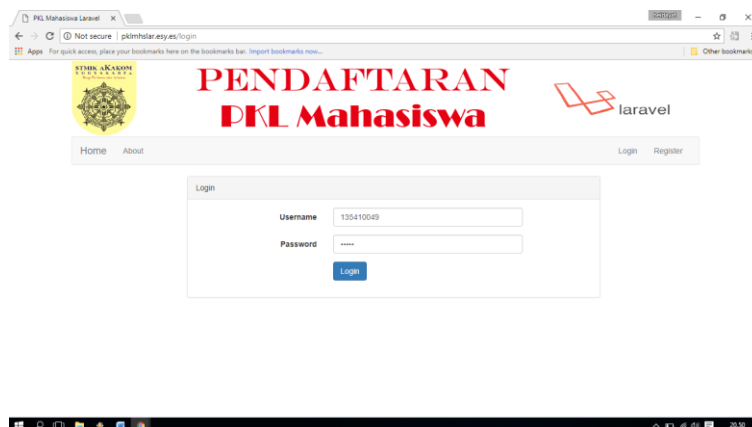 PKL Mahasiswa Laravel
Not secure | pklmhslar.esy.es/login
Apps For quick access, place your bookmarks here on the bookmarks bar. Import bookmarks now...
Other bookmarks
STMIK AKAKOM
YOGYAKARTA
PENDAFTARAN
PKL Mahasiswa
laravel
Home About Login Register
Login
Username 135410049
Password
Login
20.50